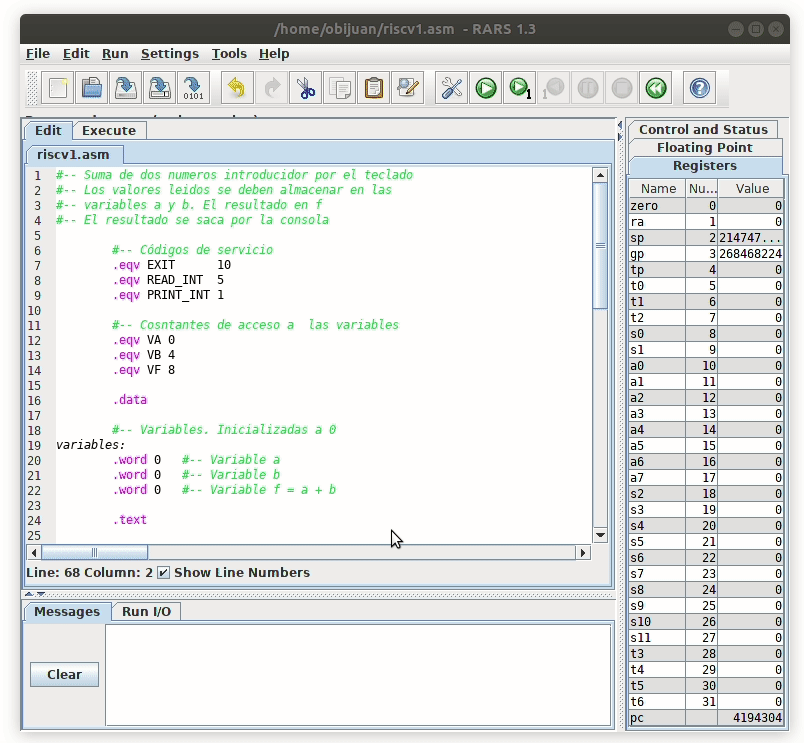 /home/obijuan/riscv1.asm - RARS 1.3
File Edit Run Settings Tools Help
Edit Execute
riscv1.asm
1 #-- Suma de dos numeros introducidor por el teclado
2 #-- Los valores leidos se deben almacenar en las
3 #-- variables a y b. El resultado en f
4 #-- El resultado se saca por la consola
5
6 #-- Códigos de servicio
7 .eqv EXIT 10
8 .eqv READ_INT 5
9 .eqv PRINT_INT 1
10
11 #-- Cosntantes de acceso a las variables
12 .eqv VA 0
13 .eqv VB 4
14 .eqv VF 8
15
16 .data
17
18 #-- Variables. Inicializadas a 0
19 variables:
20 .word 0 #-- Variable a
21 .word 0 #-- Variable b
22 .word 0 #-- Variable f = a + b
23
24 .text
25
Line: 68 Column: 2 Show Line Numbers
Messages Run I/O
Clear
Control and Status
Floating Point
Registers
Name Nu... Value
zero 0 0
ra 1 0
sp 2 214747...
gp 3 268468224
tp 4 0
t0 5 0
t1 6 0
t2 7 0
s0 8 0
s1 9 0
a0 10 0
a1 11 0
a2 12 0
a3 13 0
a4 14 0
a5 15 0
a6 16 0
a7 17 0
s2 18 0
s3 19 0
s4 20 0
s5 21 0
s6 22 0
s7 23 0
s8 24 0
s9 25 0
s10 26 0
s11 27 0
t3 28 0
t4 29 0
t5 30 0
t6 31 0
pc 4194304